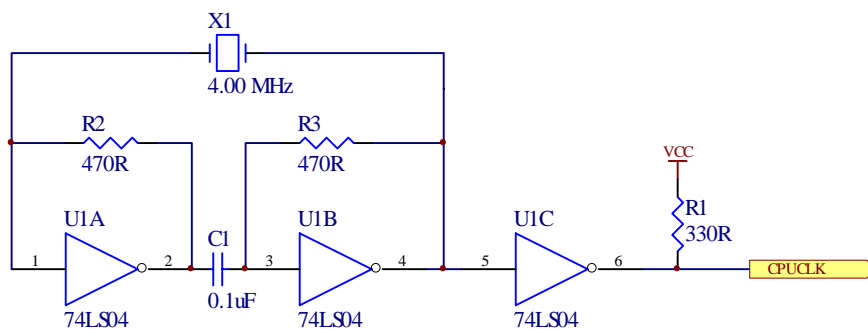 X1
4.00 MHz
R2
470R
R3
470R
VCC
R1
330R
U1A
C1
U1B
U1C
1
2
3
4
5
6
CPUCLK
0.1uF
74LS04
74LS04
74LS04